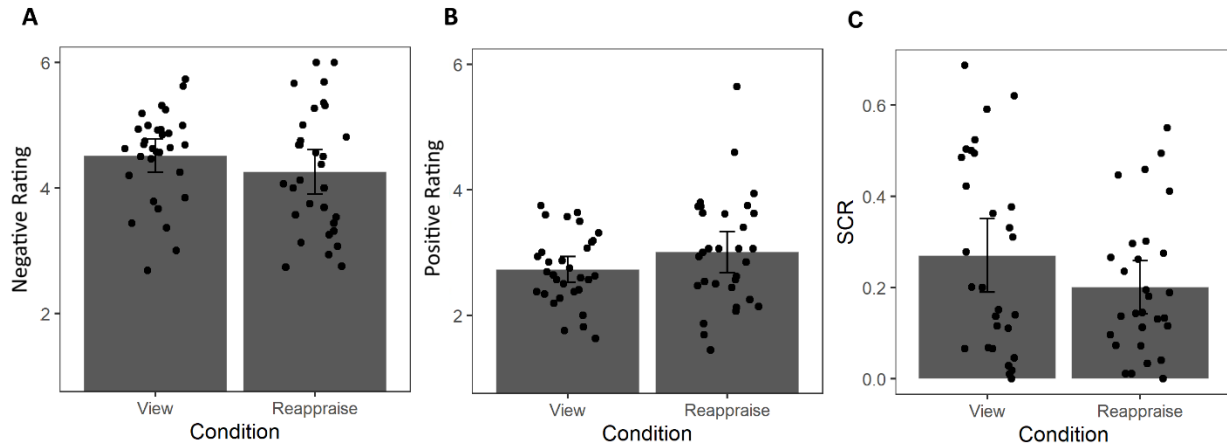 A
Negative Rating
6
4
2
View Reappraise
Condition
B
Positive Rating
6
4
2
View Reappraise
Condition
C
SCR
0.6
0.4
0.2
0.0
View Reappraise
Condition